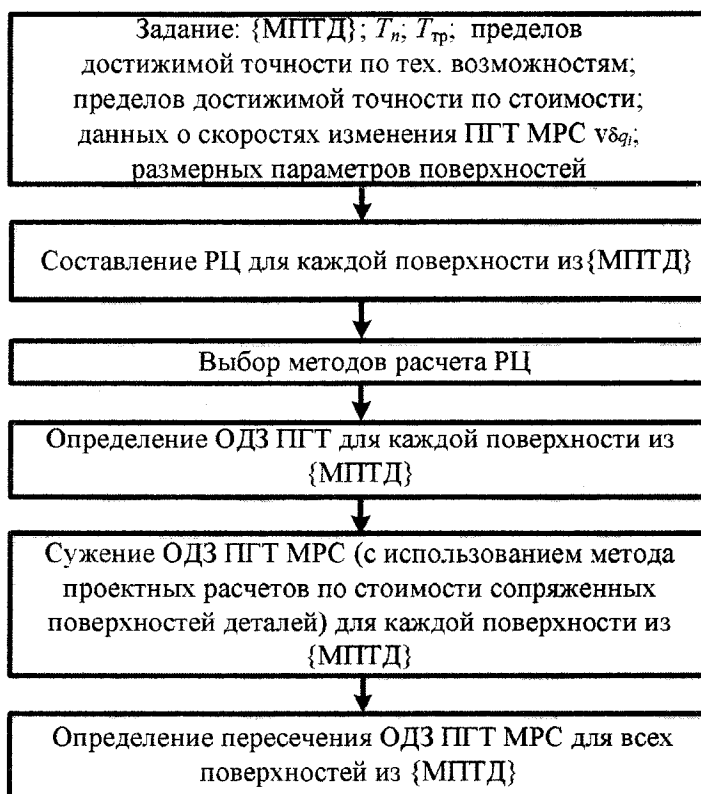 Задание: {МПТД}; Tп; Tтр; пределов
достижимой точности по тех. возможностям;
пределов достижимой точности по стоимости;
данных о скоростях изменения ПГТ МРС vδqi;
размерных параметров поверхностей
Составление РЦ для каждой поверхности из{МПТД}
Выбор методов расчета РЦ
Определение ОДЗ ПГТ для каждой поверхности из
{МПТД}
Сужение ОДЗ ПГТ МРС (с использованием метода
проектных расчетов по стоимости сопряженных
поверхностей деталей) для каждой поверхности из
{МПТД}
Определение пересечения ОДЗ ПГТ МРС для всех
поверхностей из {МПТД}